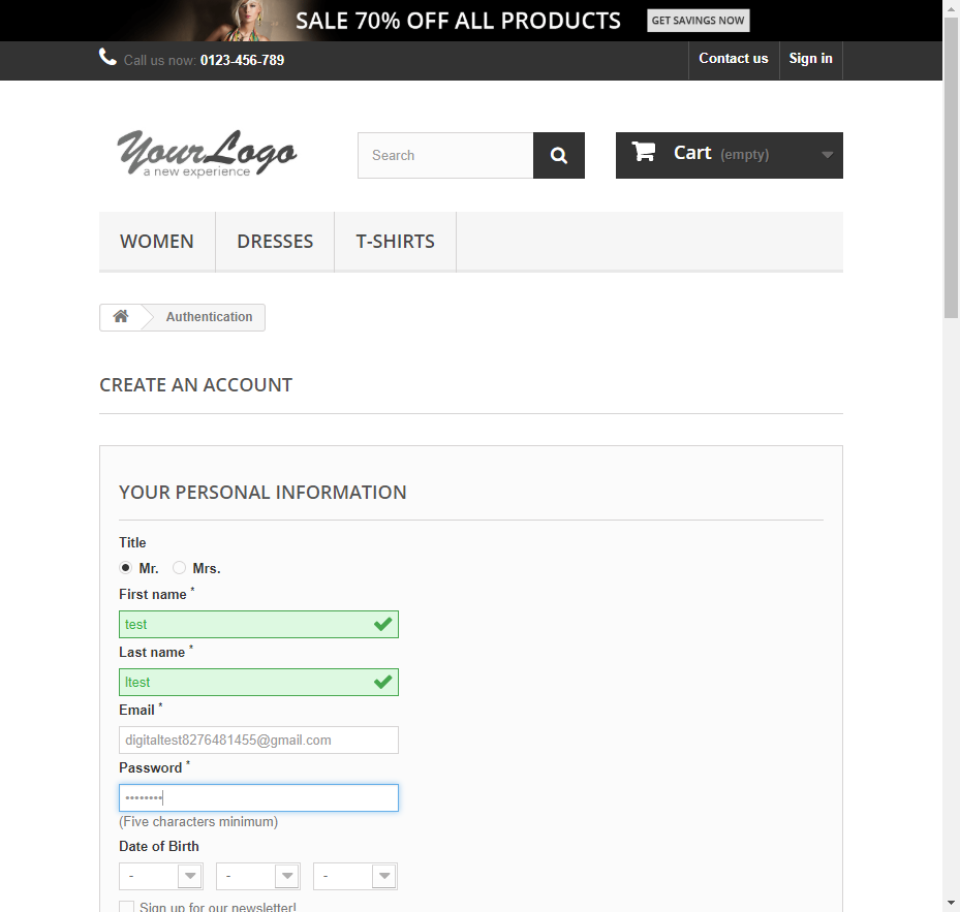 SALE 70% OFF ALL PRODUCTS GET SAVINGS NOW
Call us now: 0123-456-789 Contact us Sign in
YourLogo
a new experience
Search
Cart (empty)
WOMEN DRESSES T-SHIRTS
Authentication
CREATE AN ACCOUNT
YOUR PERSONAL INFORMATION
Title
Mr. Mrs.
First name *
test
Last name *
ltest
Email *
digitaltest8276481455@gmail.com
Password *
••••••••
(Five characters minimum)
Date of Birth
- - -
Sign up for our newsletter!